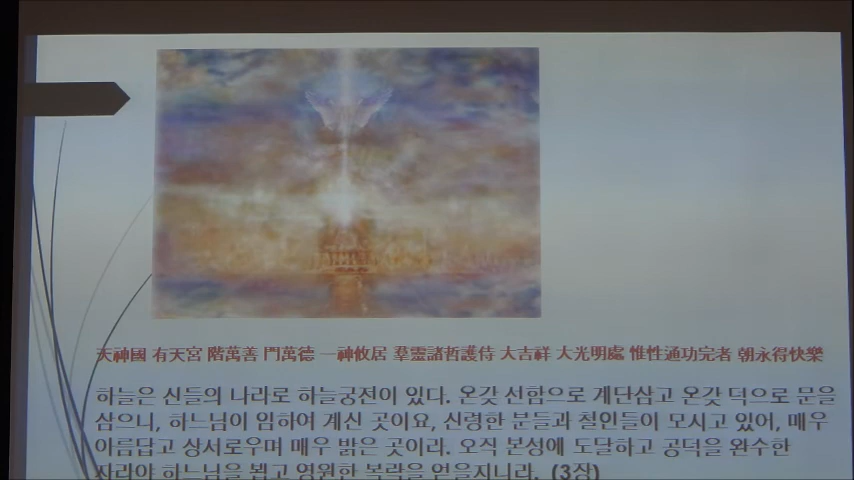 天神國 有天宮 階萬善 門萬德 一神攸居 羣靈諸哲護侍 大吉祥 大光明處 惟性通功完者 朝永得快樂
하늘은 신들의 나라로 하늘궁전이 있다. 온갖 선함으로 계단삼고 온갖 덕으로 문을
삼으니, 하느님이 임하여 계신 곳이요, 신령한 분들과 철인들이 모시고 있어, 매우
아름답고 상서로우며 매우 밝은 곳이라. 오직 본성에 도달하고 공덕을 완수한
자라야 하느님을 뵙고 영원한 복락을 얻을지니라. (3장)